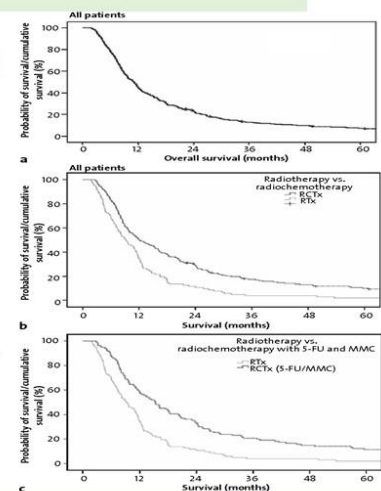 All patients
Probability of survival/cumulative
survival (%)
100
80
60
40
20
0
0 12 24 36 48 60
Overall survival (months)
a
All patients
Probability of survival/cumulative
survival (%)
Radiotherapy vs.
radiochemotherapy
RCTx
RTx
100
80
60
40
20
0
0 12 24 36 48 60
Survival (months)
b
Probability of survival/cumulative
survival (%)
Radiotherapy vs.
radiochemotherapy with 5-FU and MMC
RTx
RCTx (5-FU/MMC)
100
80
60
40
20
0
0 12 24 36 48 60
Survival (months)
c